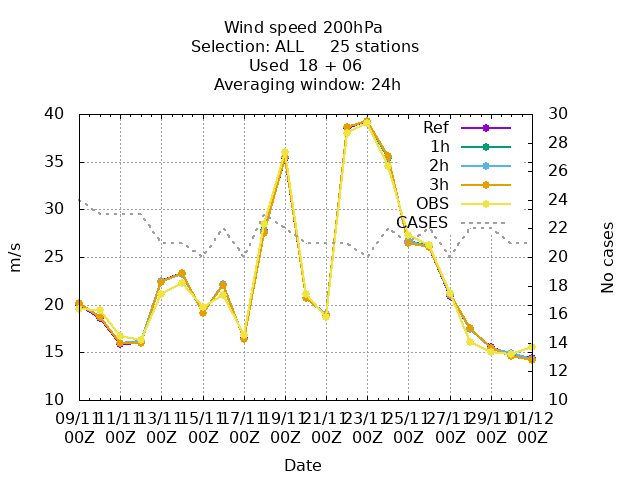 Wind speed 200hPa
Selection: ALL 25 stations
Used 18 + 06
Averaging window: 24h
40 30
Ref 28
1h
35 2h 26
3h
OBS 24
30 CASES 22
m/s 25 20 No cases
18
20 16
15 14
12
10 10
09/11 11/11 13/11 15/11 17/11 19/11 21/11 23/11 25/11 27/11 29/11 01/12
00Z 00Z 00Z 00Z 00Z 00Z 00Z 00Z 00Z 00Z 00Z 00Z
Date